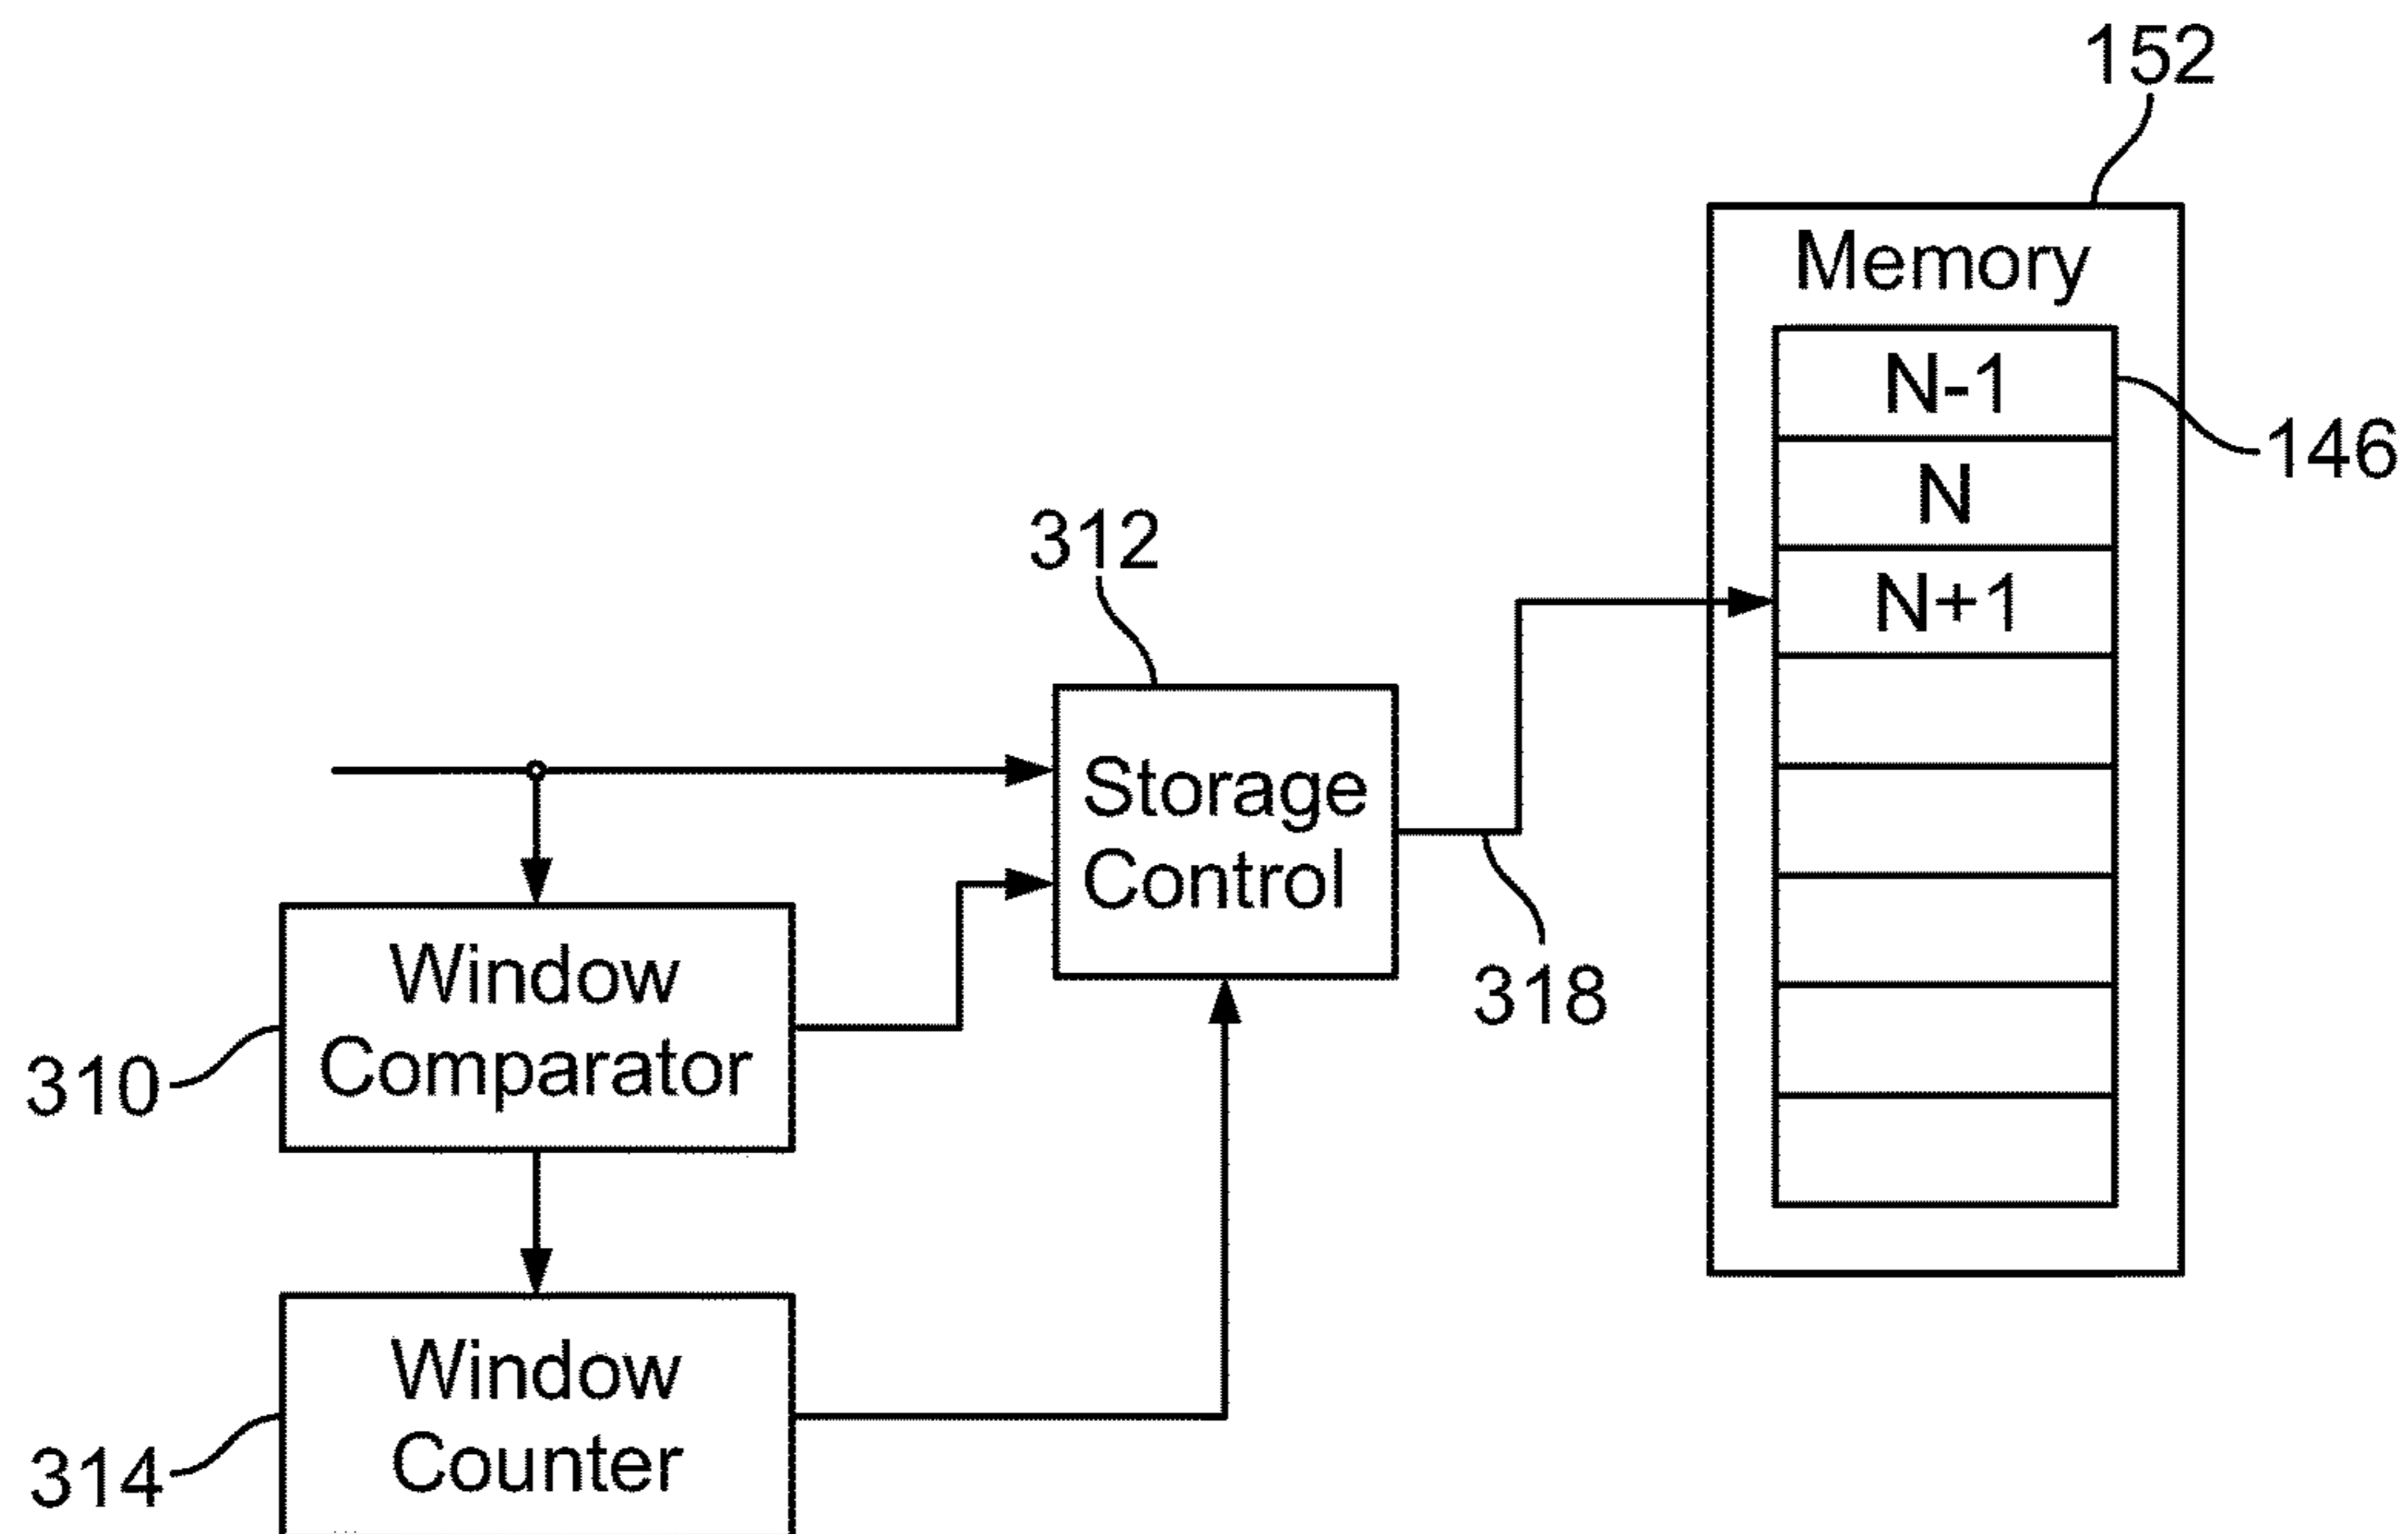 152
Memory
N-1
146
N
312
N+1
Storage
Control
318
Window
Comparator
310
Window
Counter
314